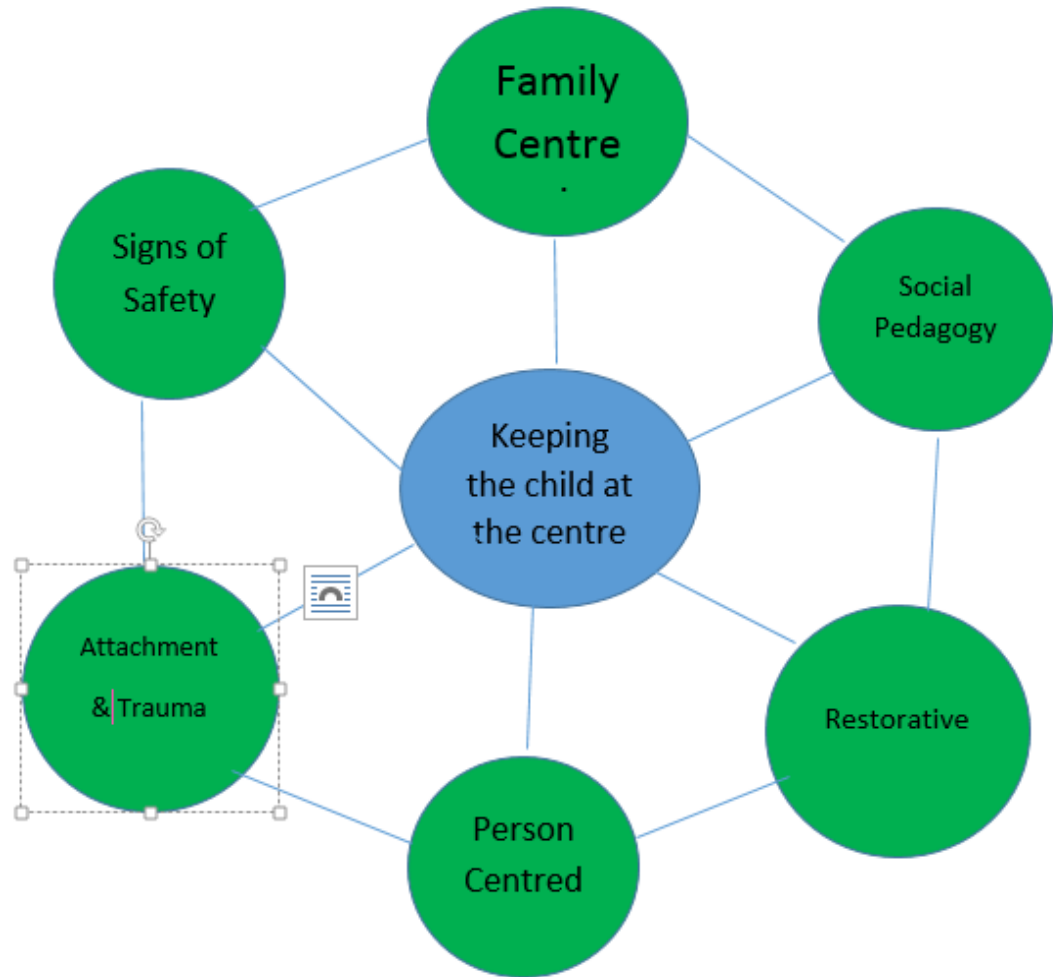 Family
Centre
.
Signs of
Safety
Social
Pedagogy
Keeping
the child at
the centre
Attachment
& Trauma
Restorative
Person
Centred